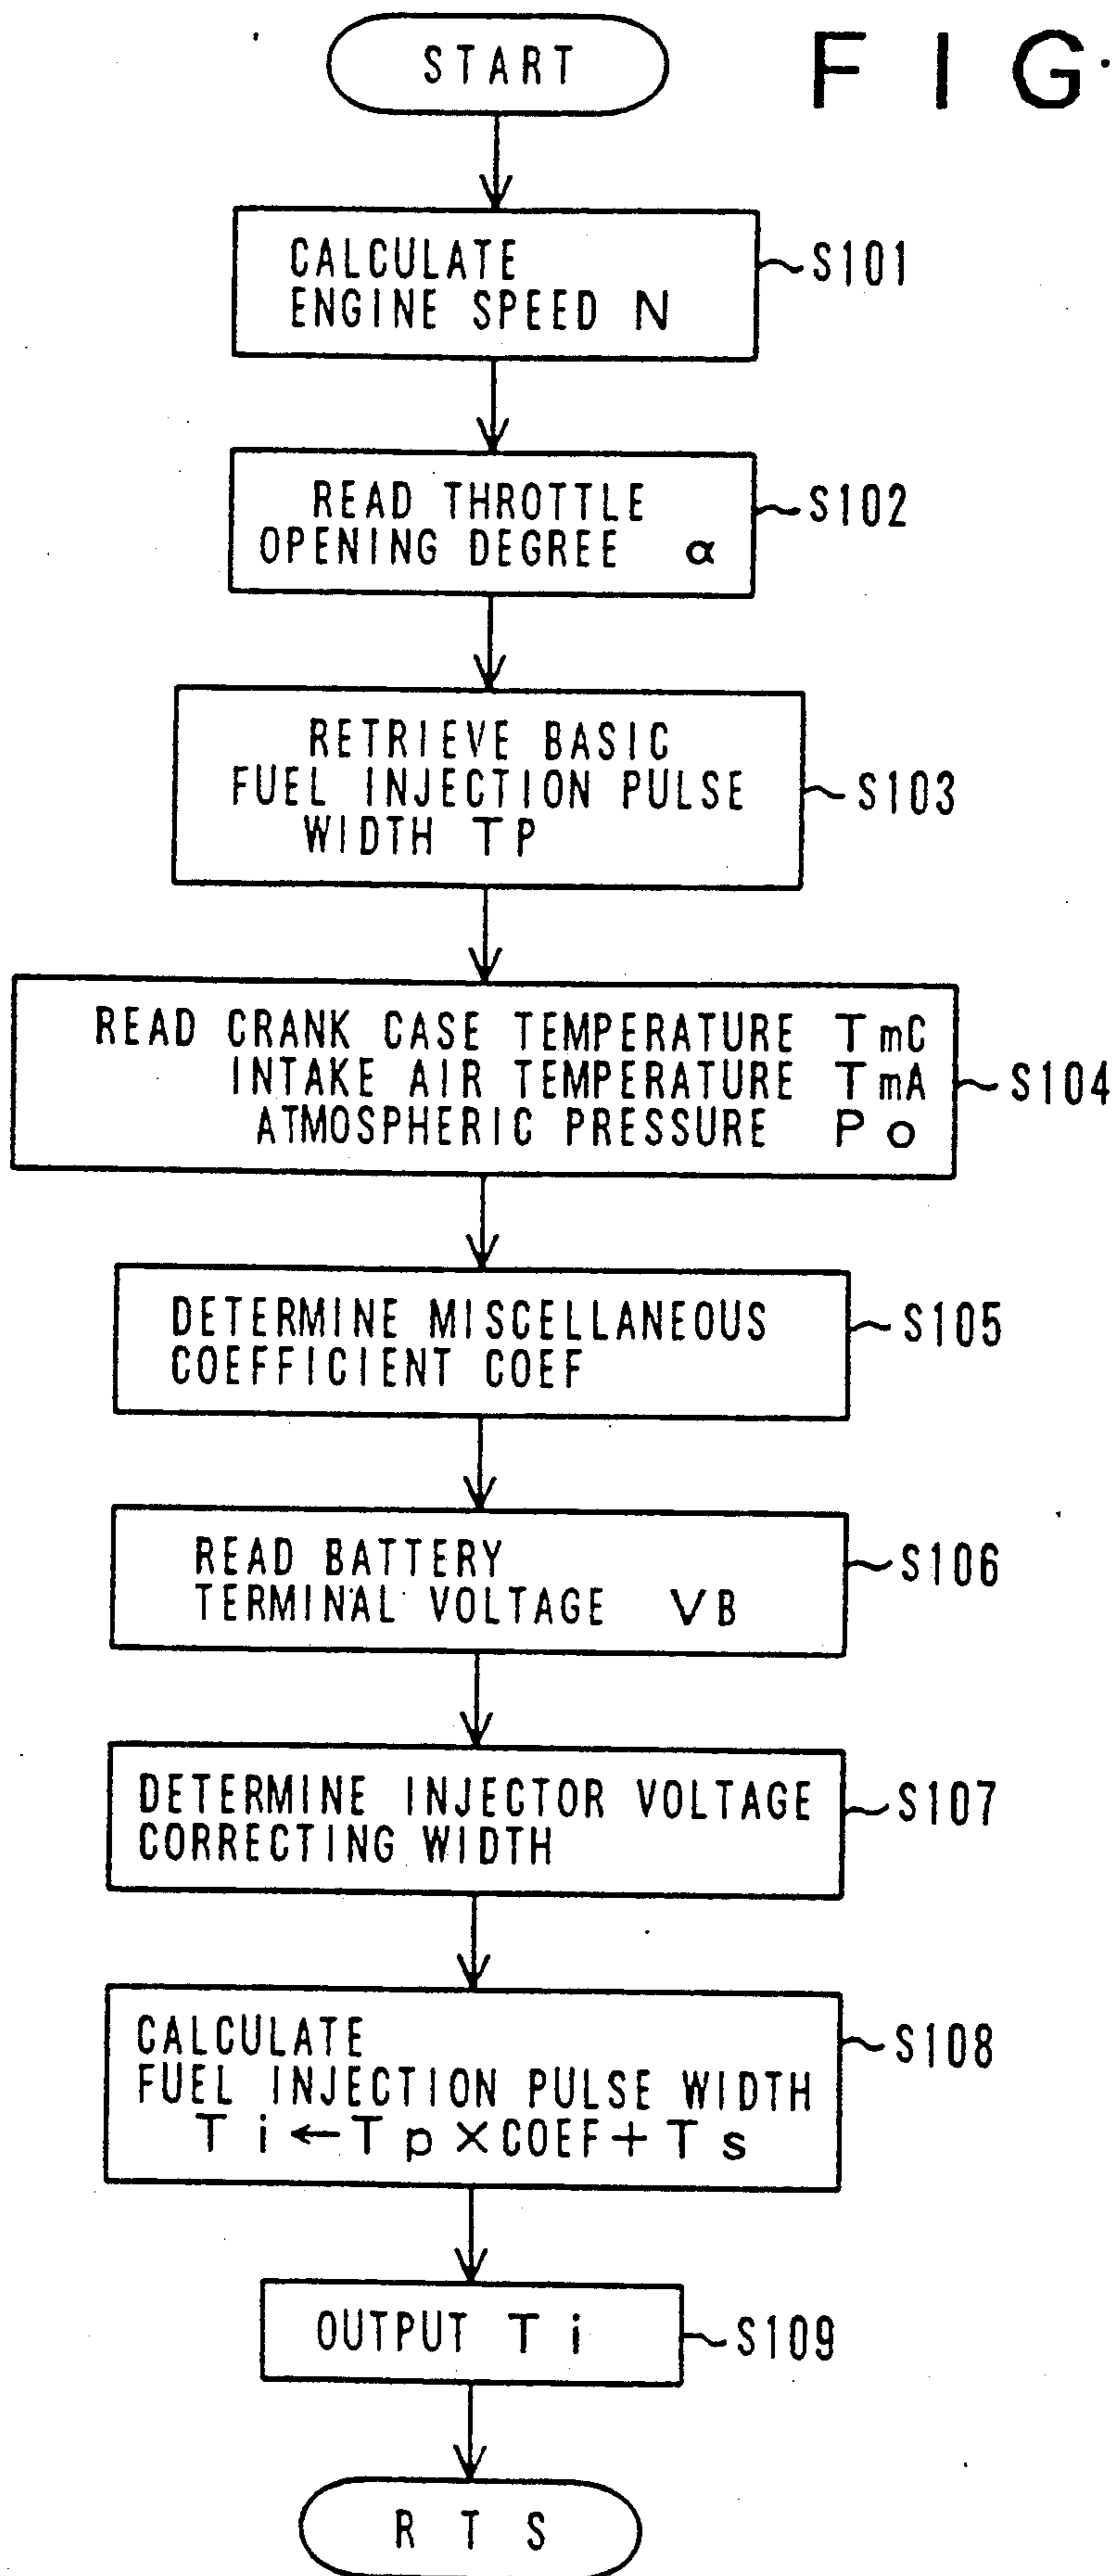 START
FIG.
CALCULATE
ENGINE SPEED N
S101
READ THROTTLE
OPENING DEGREE α
S102
RETRIEVE BASIC
FUEL INJECTION PULSE
WIDTH TP
S103
READ CRANK CASE TEMPERATURE TmC
INTAKE AIR TEMPERATURE TmA
ATMOSPHERIC PRESSURE Po
S104
DETERMINE MISCELLANEOUS
COEFFICIENT COEF
S105
READ BATTERY
TERMINAL VOLTAGE VB
S106
DETERMINE INJECTOR VOLTAGE
CORRECTING WIDTH
S107
CALCULATE
FUEL INJECTION PULSE WIDTH
Ti←Tp×COEF+Ts
S108
OUTPUT Ti
S109
RTS